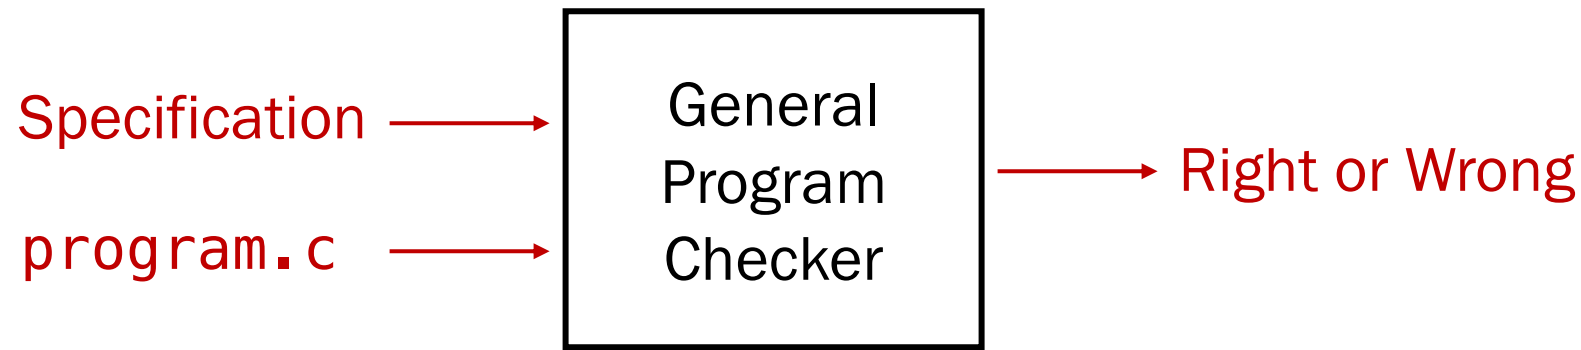 Specification
program.c
General
Program
Checker
Right or Wrong